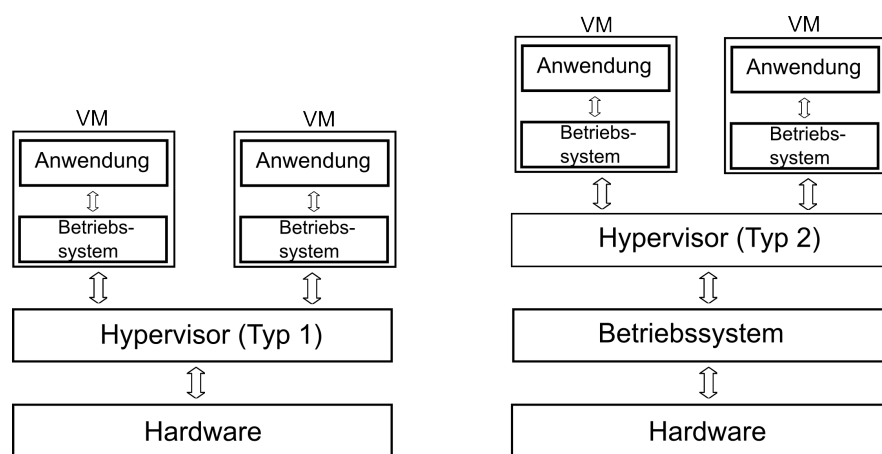 VM
VM
Anwendung
Anwendung
Betriebs-
system
Betriebs-
system
Hypervisor (Typ 1)
Hardware
VM
VM
Anwendung
Anwendung
Betriebs-
system
Betriebs-
system
Hypervisor (Typ 2)
Betriebssystem
Hardware